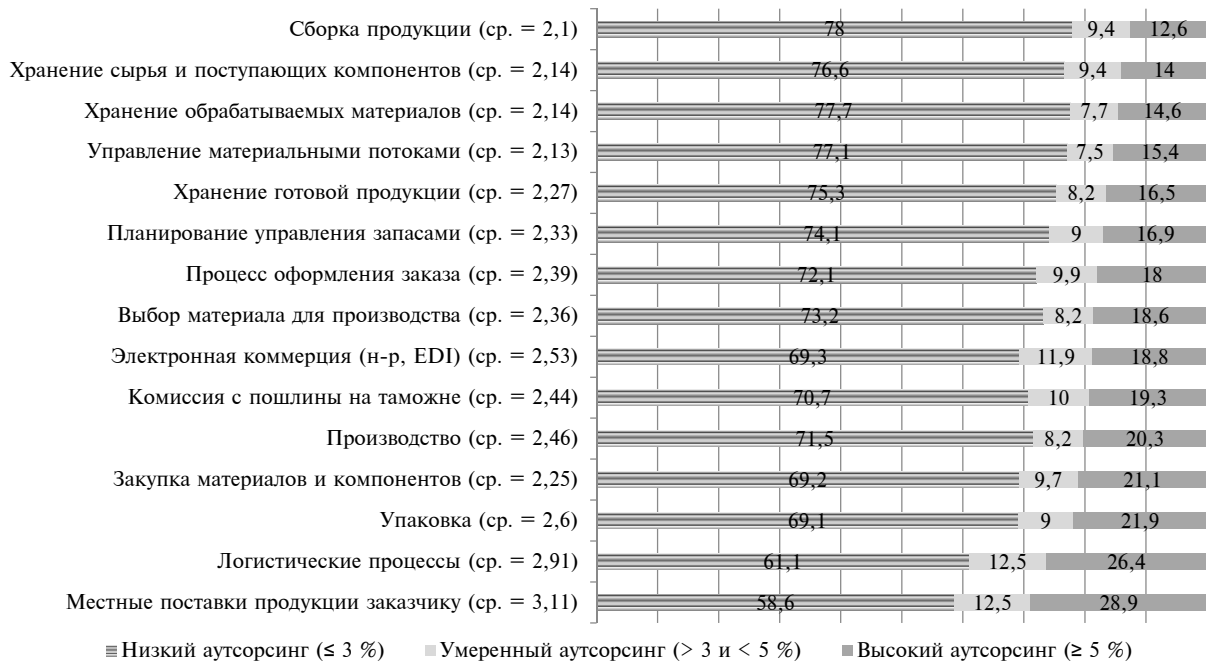 Сборка продукции (ср. = 2,1) 78 9,4 12,6
Хранение сырья и поступающих компонентов (ср. = 2,14) 76,6 9,4 14
Хранение обрабатываемых материалов (ср. = 2,14) 77,7 7,7 14,6
Управление материальными потоками (ср. = 2,13) 77,1 7,5 15,4
Хранение готовой продукции (ср. = 2,27) 75,3 8,2 16,5
Планирование управления запасами (ср. = 2,33) 74,1 9 16,9
Процесс оформления заказа (ср. = 2,39) 72,1 9,9 18
Выбор материала для производства (ср. = 2,36) 73,2 8,2 18,6
Электронная коммерция (н-р, EDI) (ср. = 2,53) 69,3 11,9 18,8
Комиссия с пошлины на таможне (ср. = 2,44) 70,7 10 19,3
Производство (ср. = 2,46) 71,5 8,2 20,3
Закупка материалов и компонентов (ср. = 2,25) 69,2 9,7 21,1
Упаковка (ср. = 2,6) 69,1 9 21,9
Логистические процессы (ср. = 2,91) 61,1 12,5 26,4
Местные поставки продукции заказчику (ср. = 3,11) 58,6 12,5 28,9
Низкий аутсорсинг (≤ 3 %) Умеренный аутсорсинг (> 3 и < 5 %) Высокий аутсорсинг (≥ 5 %)